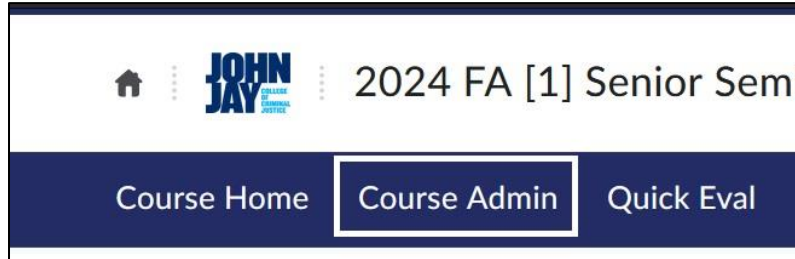 JOHN
JAY
COLLEGE
OF
CRIMINAL
JUSTICE
2024 FA [1] Senior Sem
Course Home Course Admin Quick Eval